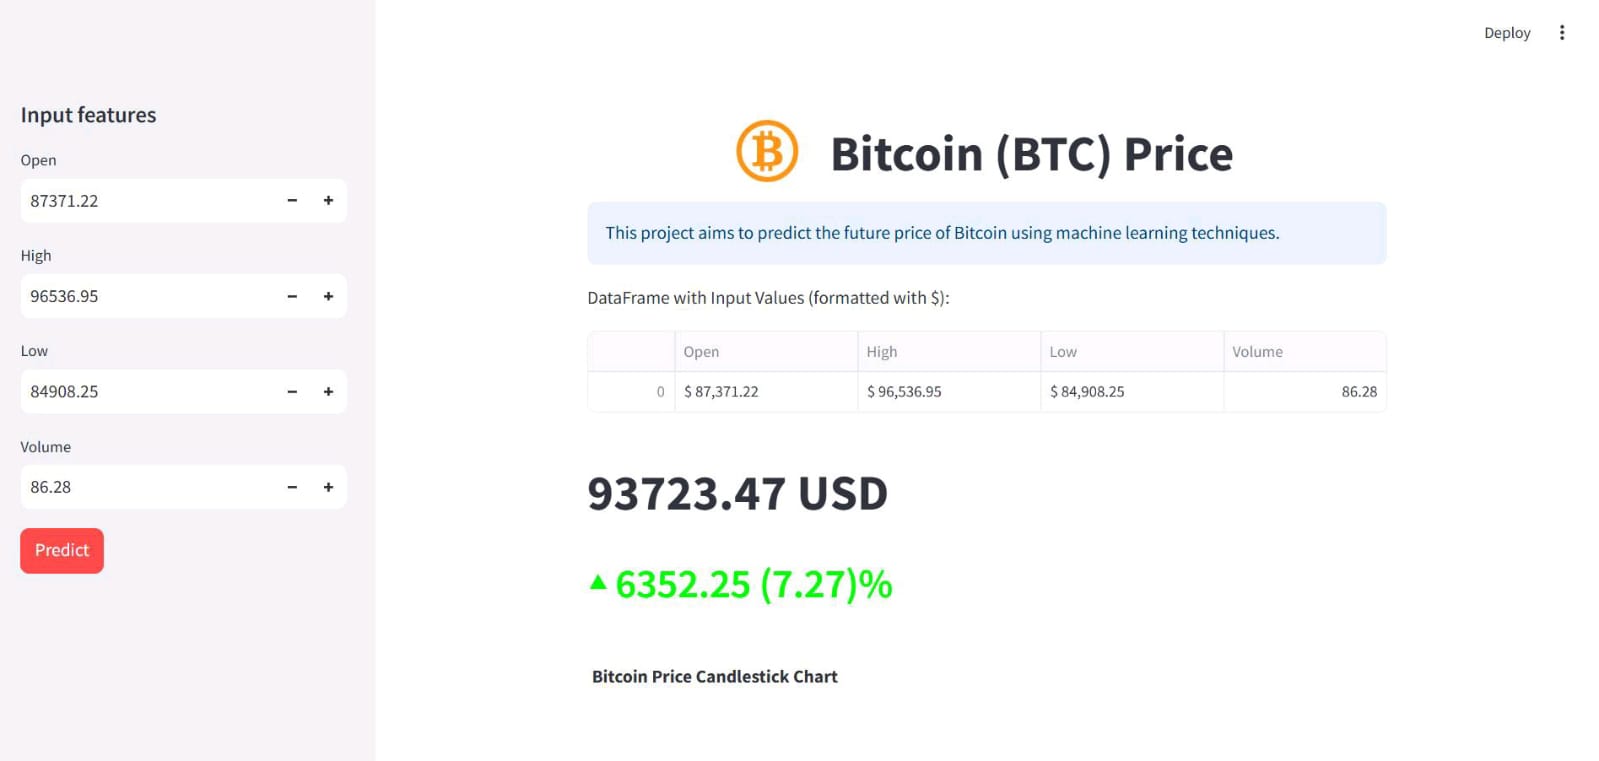 Deploy
Input features
Open
87371.22
High
96536.95
Low
84908.25
Volume
86.28
Predict
Bitcoin (BTC) Price
This project aims to predict the future price of Bitcoin using machine learning techniques.
DataFrame with Input Values (formatted with $):
Open High Low Volume
0 $ 87,371.22 $ 96,536.95 $ 84,908.25 86.28
93723.47 USD
▲ 6352.25 (7.27)%
Bitcoin Price Candlestick Chart